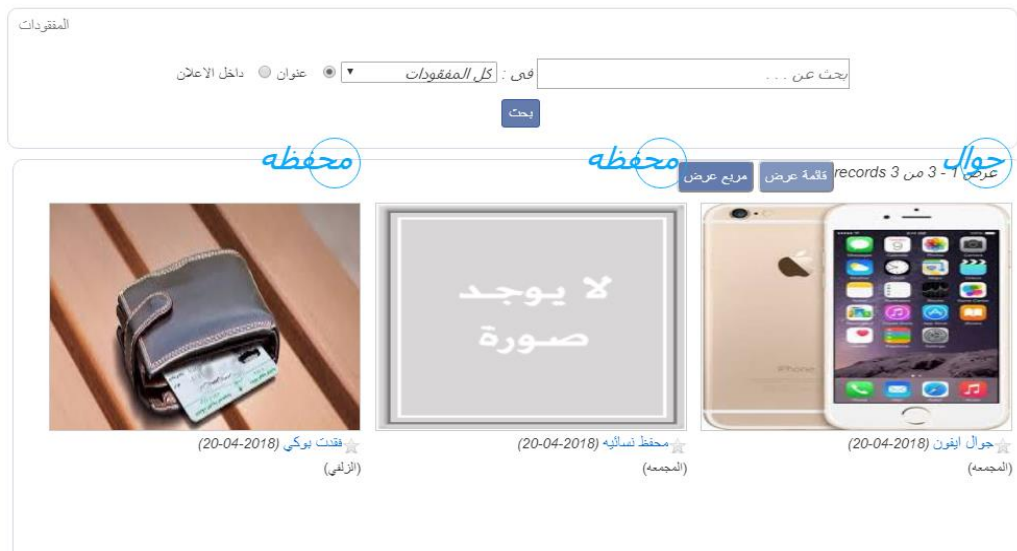 المفقودات
بحث عن . . . فى : كل المفقودات عنوان داخل الاعلان
بحث
جوال محفظه محفظه
عرض 1 - 3 من 3 records قائمة عرض مربع عرض
لا يوجد
صورة
iPhone
جوال ايفون (20-04-2018) محفظ نسائيه (20-04-2018) فقدت بوكي (20-04-2018)
(المجمعه) (المجمعه) (الزلفي)